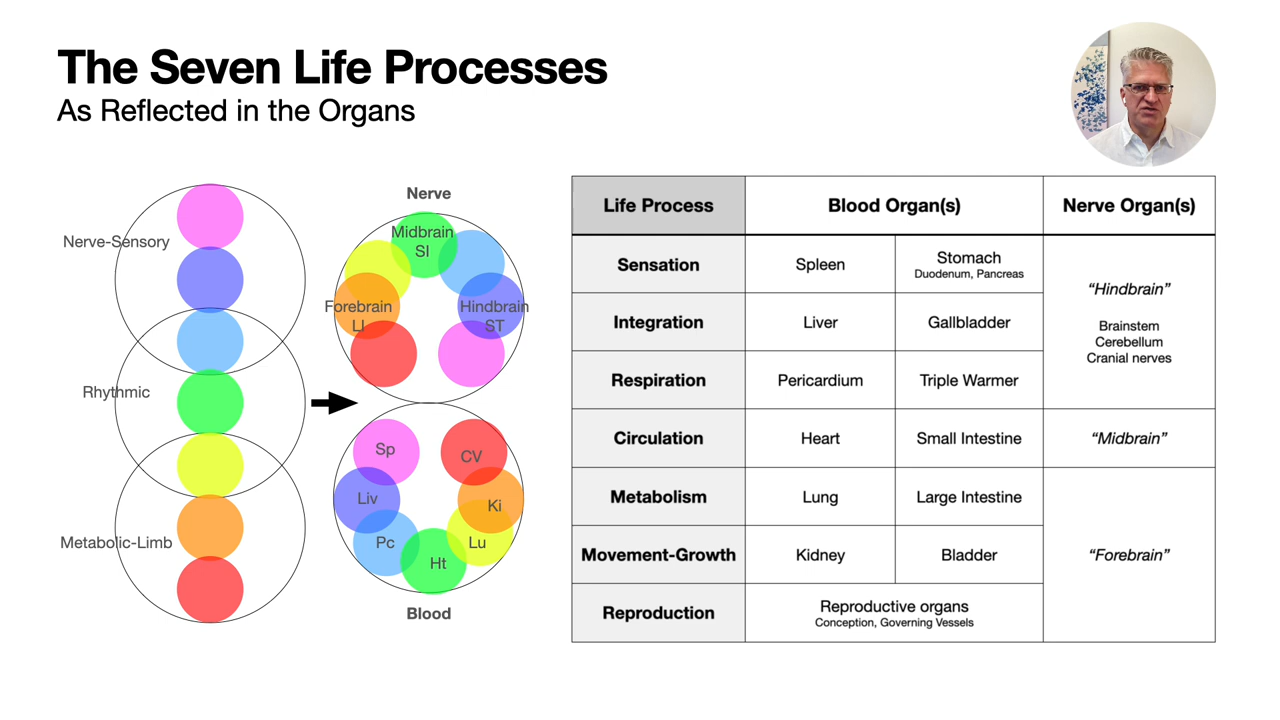 The Seven Life Processes
As Reflected in the Organs
Nerve-Sensory
Rhythmic
Metabolic-Limb
Nerve
Midbrain
SI
Forebrain
LI
Hindbrain
ST
Sp
CV
Liv
Ki
Pc
Lu
Ht
Blood
Life Process
Blood Organ(s)
Nerve Organ(s)
Sensation
Spleen
Stomach
Duodenum, Pancreas
“Hindbrain”
Brainstem
Cerebellum
Cranial nerves
Integration
Liver
Gallbladder
Respiration
Pericardium
Triple Warmer
Circulation
Heart
Small Intestine
“Midbrain”
Metabolism
Lung
Large Intestine
“Forebrain”
Movement-Growth
Kidney
Bladder
Reproduction
Reproductive organs
Conception, Governing Vessels